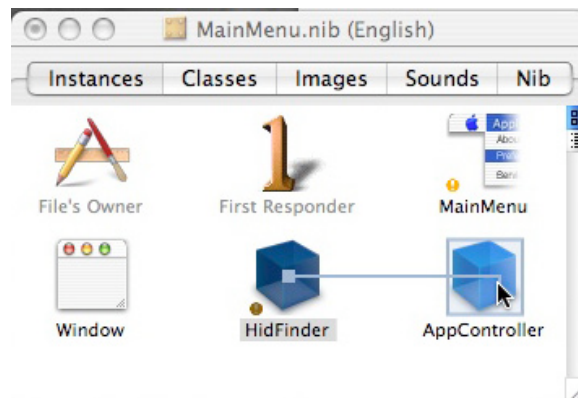 MainMenu.nib (English)
Instances Classes Images Sounds Nib
File's Owner First Responder MainMenu
Window HidFinder AppController